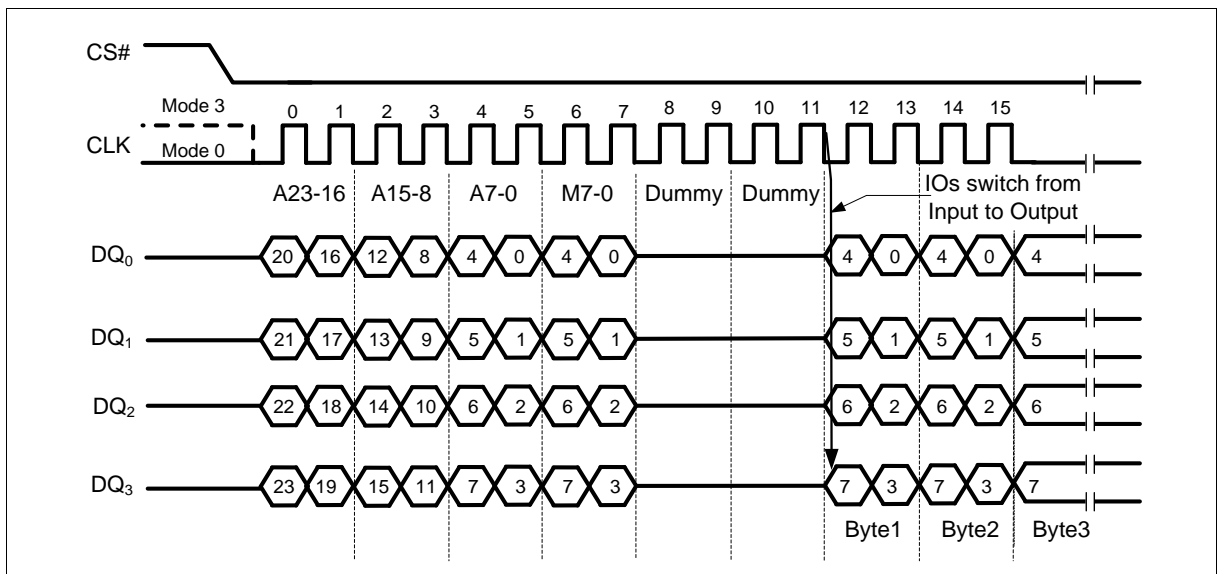 CS#
Mode 3
0 1 2 3 4 5 6 7 8 9 10 11 12 13 14 15
CLK
Mode 0
A23-16 A15-8 A7-0 M7-0 Dummy Dummy
IOs switch from
Input to Output
DQ0 20 16 12 8 4 0 4 0 4 0 4 0 4
DQ1 21 17 13 9 5 1 5 1 5 1 5 1 5
DQ2 22 18 14 10 6 2 6 2 6 2 6 2 6
DQ3 23 19 15 11 7 3 7 3 7 3 7 3 7
Byte1 Byte2 Byte3